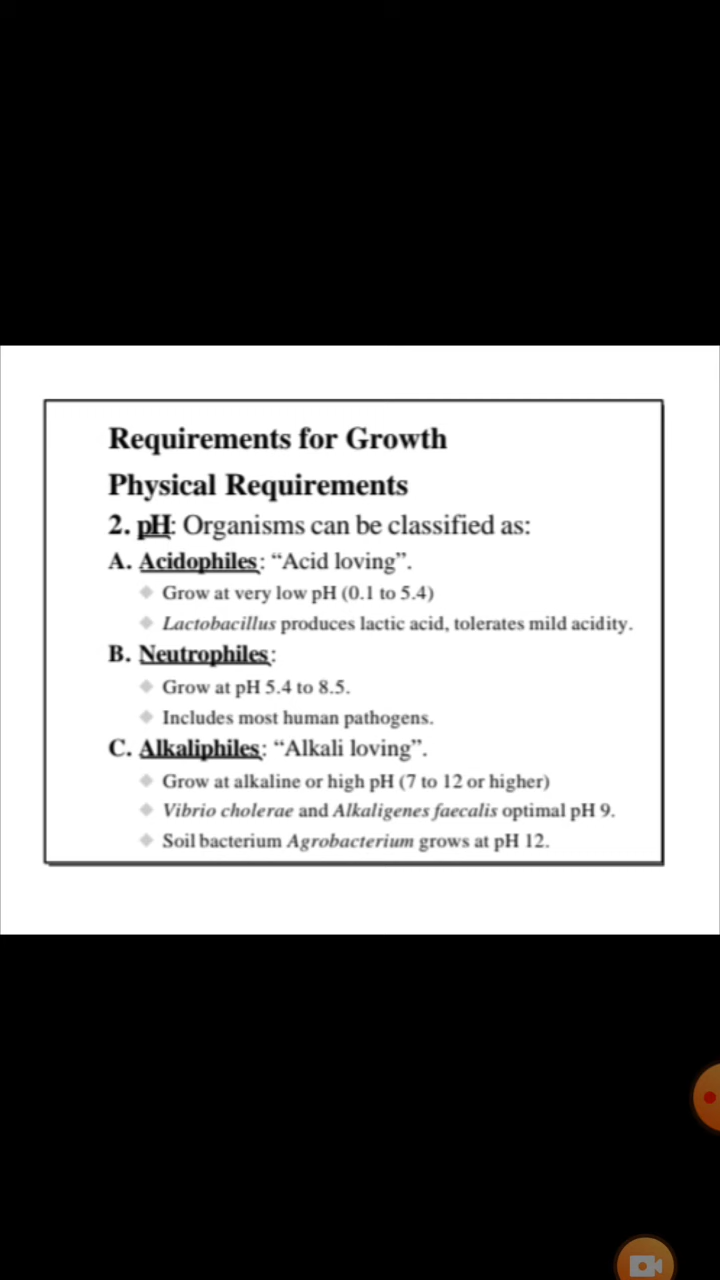 Requirements for Growth
Physical Requirements
2. pH: Organisms can be classified as:
A. Acidophiles: “Acid loving”.
Grow at very low pH (0.1 to 5.4)
Lactobacillus produces lactic acid, tolerates mild acidity.
B. Neutrophiles:
Grow at pH 5.4 to 8.5.
Includes most human pathogens.
C. Alkaliphiles: “Alkali loving”.
Grow at alkaline or high pH (7 to 12 or higher)
Vibrio cholerae and Alkaligenes faecalis optimal pH 9.
Soil bacterium Agrobacterium grows at pH 12.